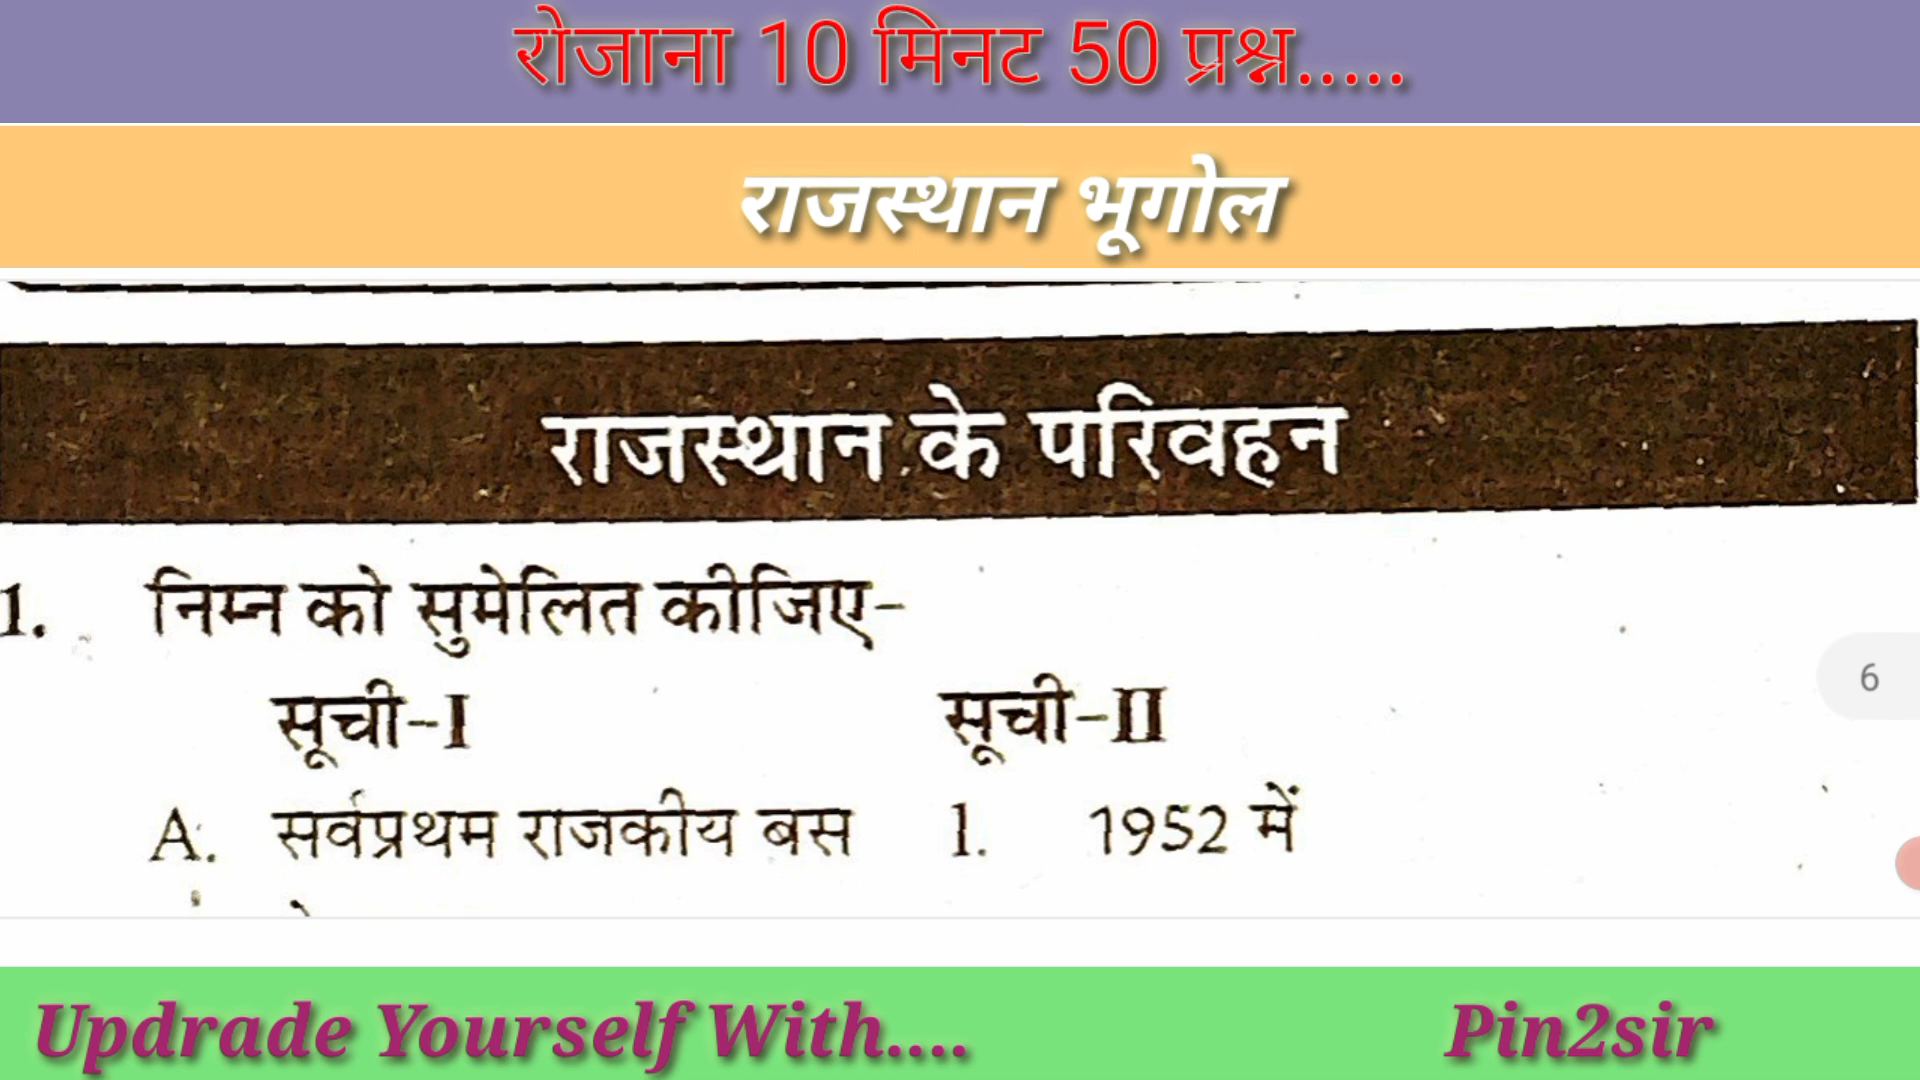 रोजाना 10 मिनट 50 प्रश्न.....
राजस्थान भूगोल
राजस्थान के परिवहन
1. निम्न को सुमेलित कीजिए-
सूची-I सूची-II
A. सर्वप्रथम राजकीय बस 1. 1952 में
6
Updrade Yourself With.... Pin2sir